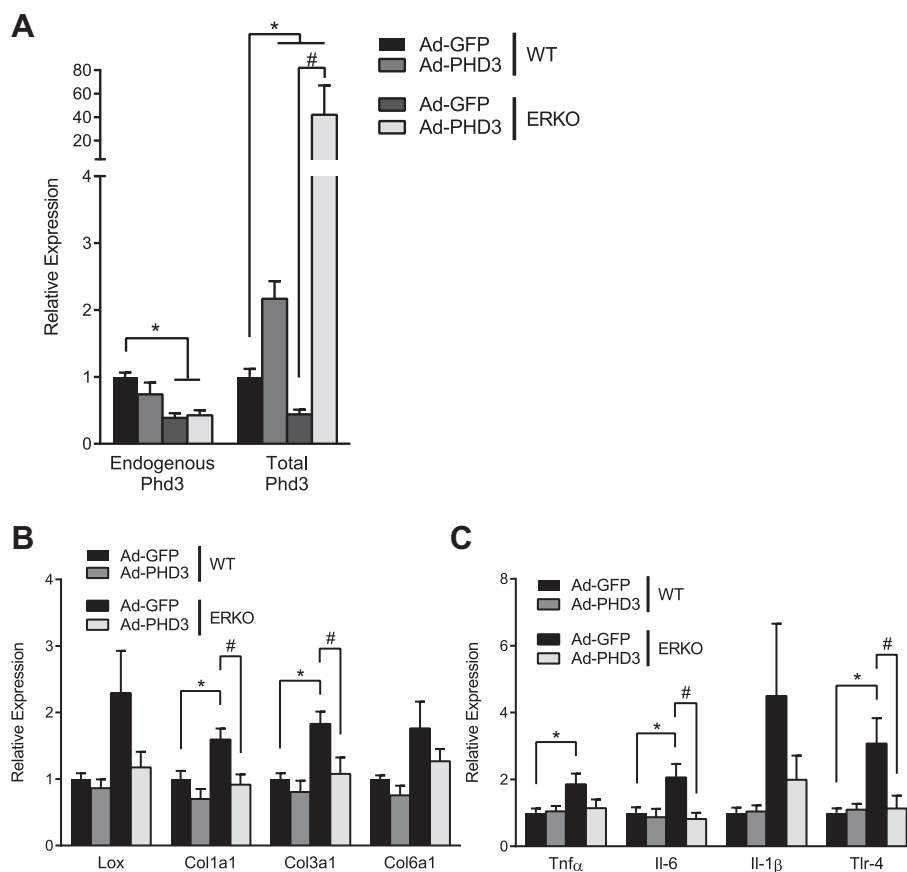 A
*
#
Ad-GFP
Ad-PHD3
WT
Ad-GFP
Ad-PHD3
ERKO
80
60
40
20
4
3
2
1
0
Relative Expression
*
Endogenous
Phd3
Total
Phd3
B
Ad-GFP
Ad-PHD3
WT
Ad-GFP
Ad-PHD3
ERKO
4
3
2
1
0
Relative Expression
*
#
*
#
Lox
Col1a1
Col3a1
Col6a1
C
Ad-GFP
Ad-PHD3
WT
Ad-GFP
Ad-PHD3
ERKO
8
6
4
2
0
Relative Expression
*
*
#
*
#
Tnfα
Il-6
Il-1β
Tlr-4